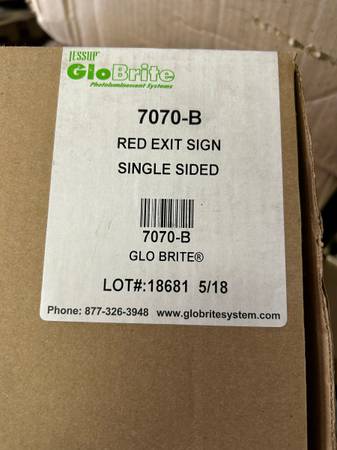 JESSUP®
GloBrite
Photoluminescent Systems
7070-B
RED EXIT SIGN
SINGLE SIDED
7070-B
GLO BRITE®
LOT#:18681 5/18
Phone: 877-326-3948 www.globritesystem.com